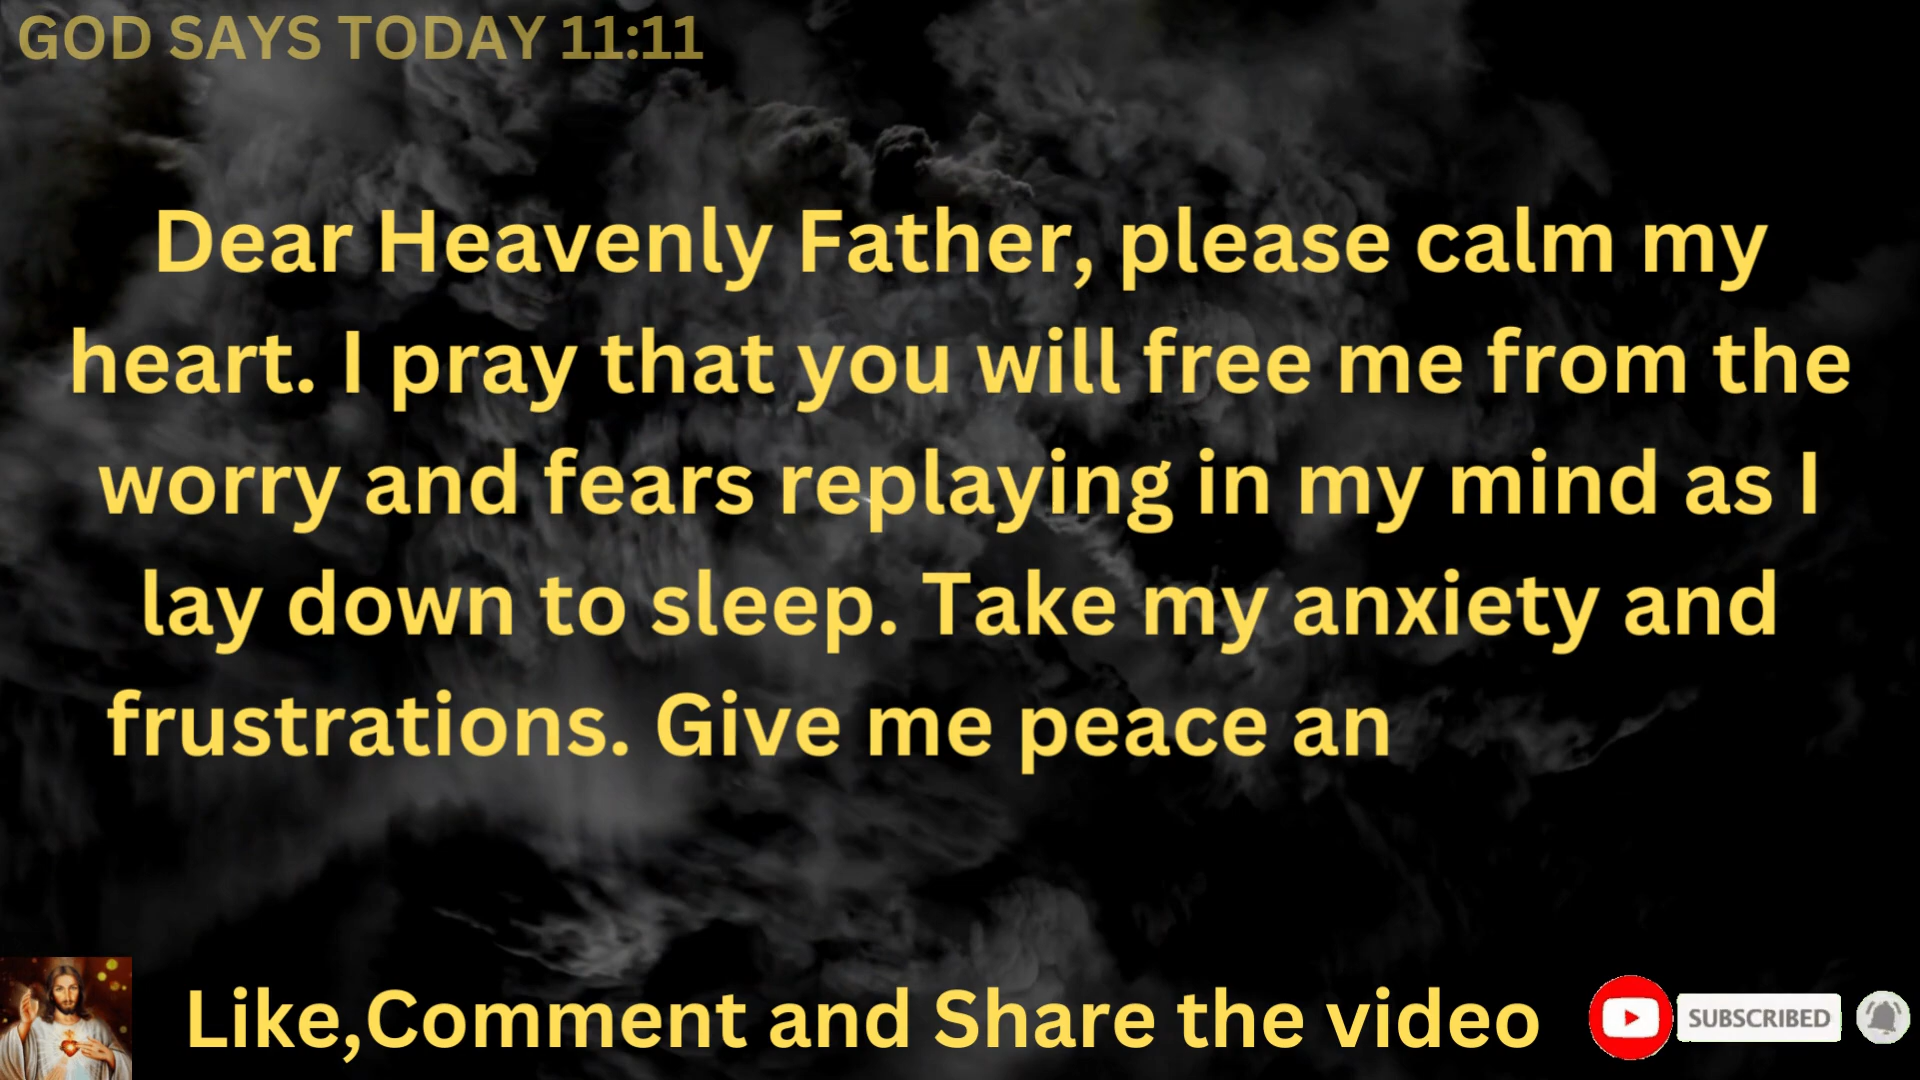 GOD SAYS TODAY 11:11
Dear Heavenly Father, please calm my
heart. I pray that you will free me from the
worry and fears replaying in my mind as I
lay down to sleep. Take my anxiety and
frustrations. Give me peace an
Like,Comment and Share the video
SUBSCRIBED